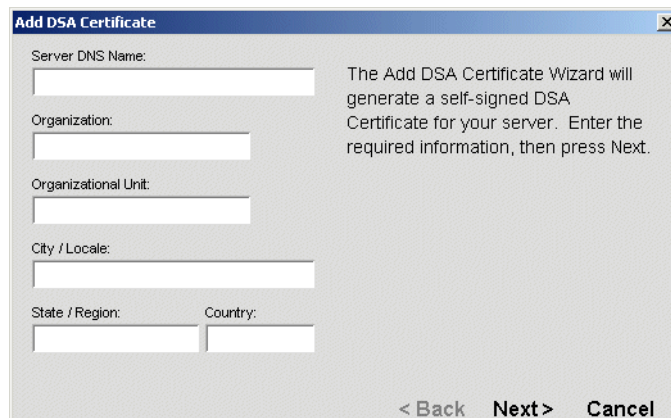 Add DSA Certificate
Server DNS Name:
The Add DSA Certificate Wizard will
generate a self-signed DSA
Certificate for your server. Enter the
required information, then press Next.
Organization:
Organizational Unit:
City / Locale:
State / Region: Country:
< Back Next > Cancel